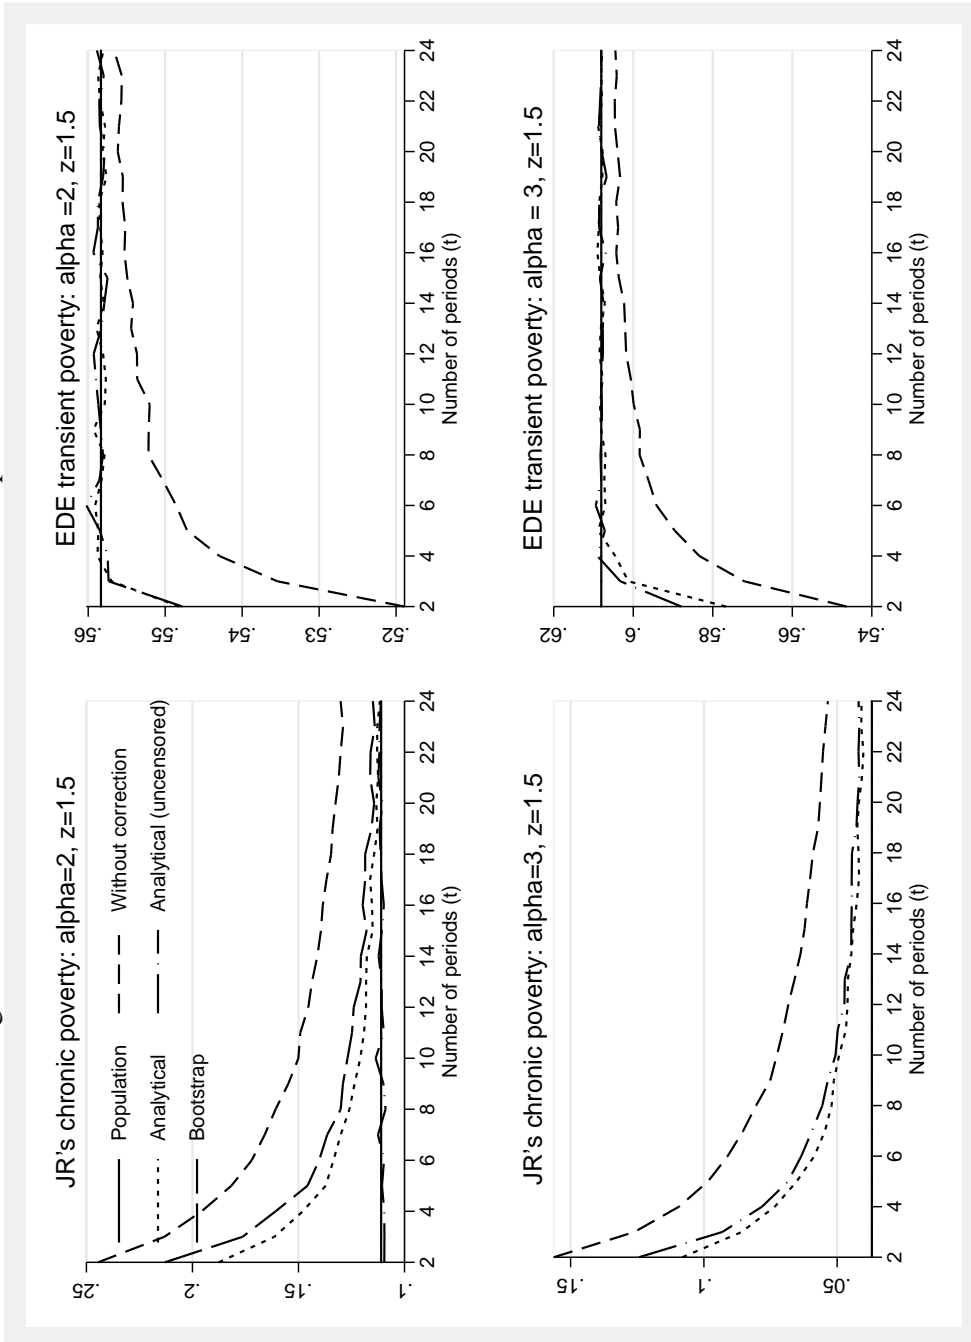 JR's chronic poverty: alpha=2, z=1.5
.25
.2
.15
.1
Population
Without correction
Analytical
Analytical (uncensored)
Bootstrap
2 4 6 8 10 12 14 16 18 20 22 24
Number of periods (t)
EDE transient poverty: alpha =2, z=1.5
.56
.55
.54
.53
.52
2 4 6 8 10 12 14 16 18 20 22 24
Number of periods (t)
JR's chronic poverty: alpha=3, z=1.5
.15
.1
.05
2 4 6 8 10 12 14 16 18 20 22 24
Number of periods (t)
EDE transient poverty: alpha = 3, z=1.5
.62
.6
.58
.56
.54
2 4 6 8 10 12 14 16 18 20 22 24
Number of periods (t)